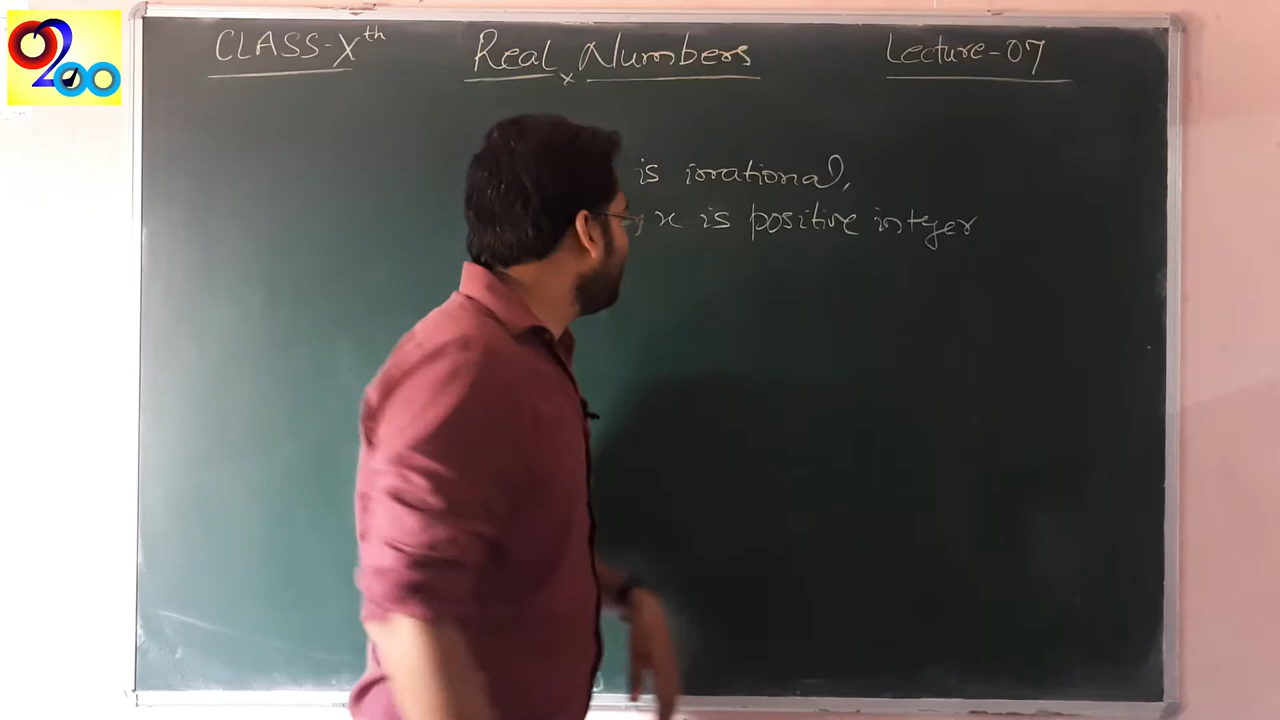 CLASS-Xth Real Numbers Lecture-07
is irrational,
x is positive integer